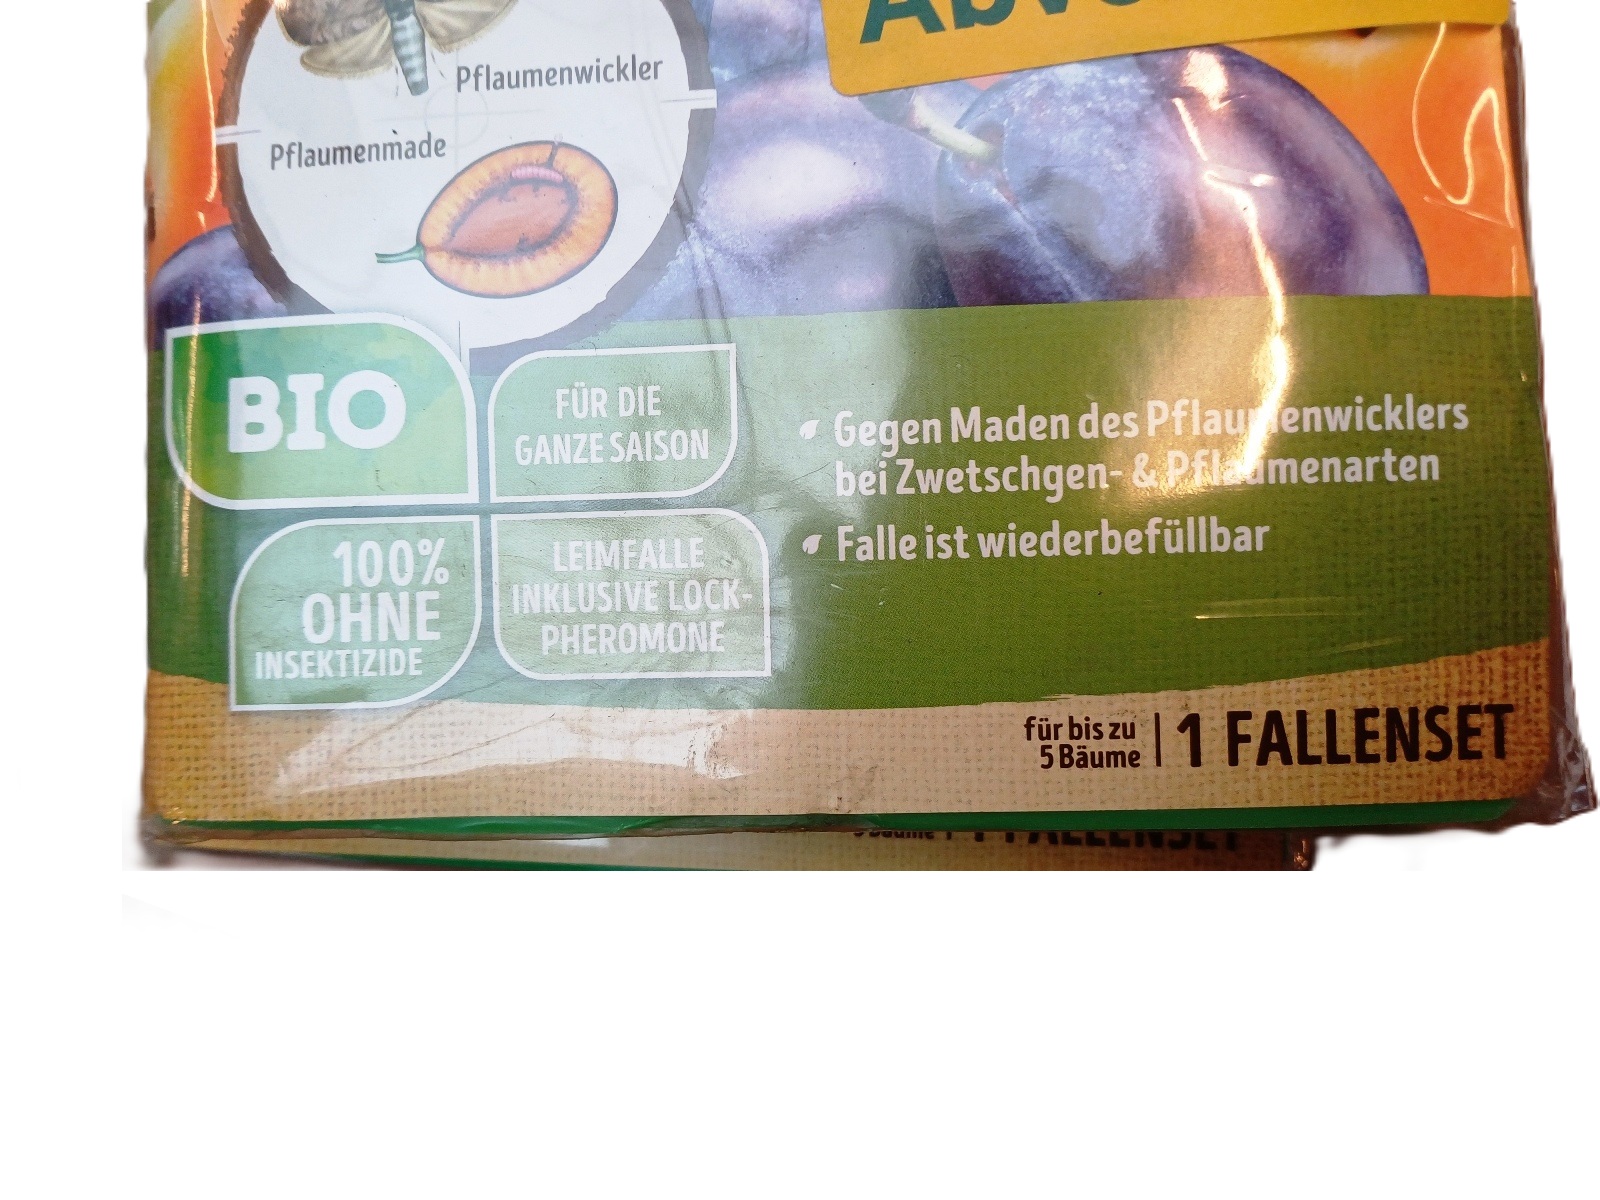 Pflaumenwickler
Pflaumenmade
BIO
FÜR DIE
GANZE SAISON
100%
OHNE
INSEKTIZIDE
LEIMFALLE
INKLUSIVE LOCK-
PHEROMONE
Gegen Maden des Pflaumenwicklers
bei Zwetschgen- & Pflaumenarten
Falle ist wiederbefüllbar
für bis zu
5 Bäume | 1 FALLENSET